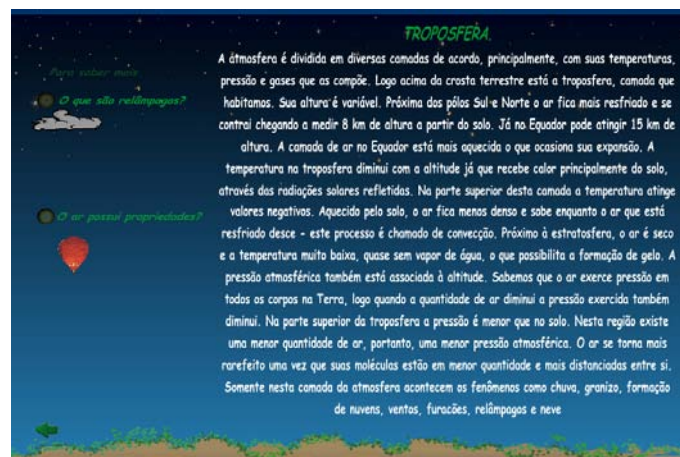 TROPOSFERA
Para saber mais
O que são relâmpagos?
O ar possui propriedades?
A atmosfera é dividida em diversas camadas de acordo, principalmente, com suas temperaturas,
pressão e gases que as compõe. Logo acima da crosta terrestre está a troposfera, camada que
habitamos. Sua altura é variável. Próxima dos pólos Sul e Norte o ar fica mais resfriado e se
contrai chegando a medir 8 km de altura a partir do solo. Já no Equador pode atingir 15 km de
altura. A camada de ar no Equador está mais aquecida o que ocasiona sua expansão. A
temperatura na troposfera diminui com a altitude já que recebe calor principalmente do solo,
através das radiações solares refletidas. Na parte superior desta camada a temperatura atinge
valores negativos. Aquecido pelo solo, o ar fica menos denso e sobe enquanto o ar que está
resfriado desce - este processo é chamado de convecção. Próximo à estratosfera, o ar é seco
e a temperatura muito baixa, quase sem vapor de água, o que possibilita a formação de gelo. A
pressão atmosférica também está associada à altitude. Sabemos que o ar exerce pressão em
todos os corpos na Terra, logo quando a quantidade de ar diminui a pressão exercida também
diminui. Na parte superior da troposfera a pressão é menor que no solo. Nesta região existe
uma menor quantidade de ar, portanto, uma menor pressão atmosférica. O ar se torna mais
rarefeito uma vez que suas moléculas estão em menor quantidade e mais distanciadas entre si.
Somente nesta camada da atmosfera acontecem os fenômenos como chuva, granizo, formação
de nuvens, ventos, furacões, relâmpagos e neve